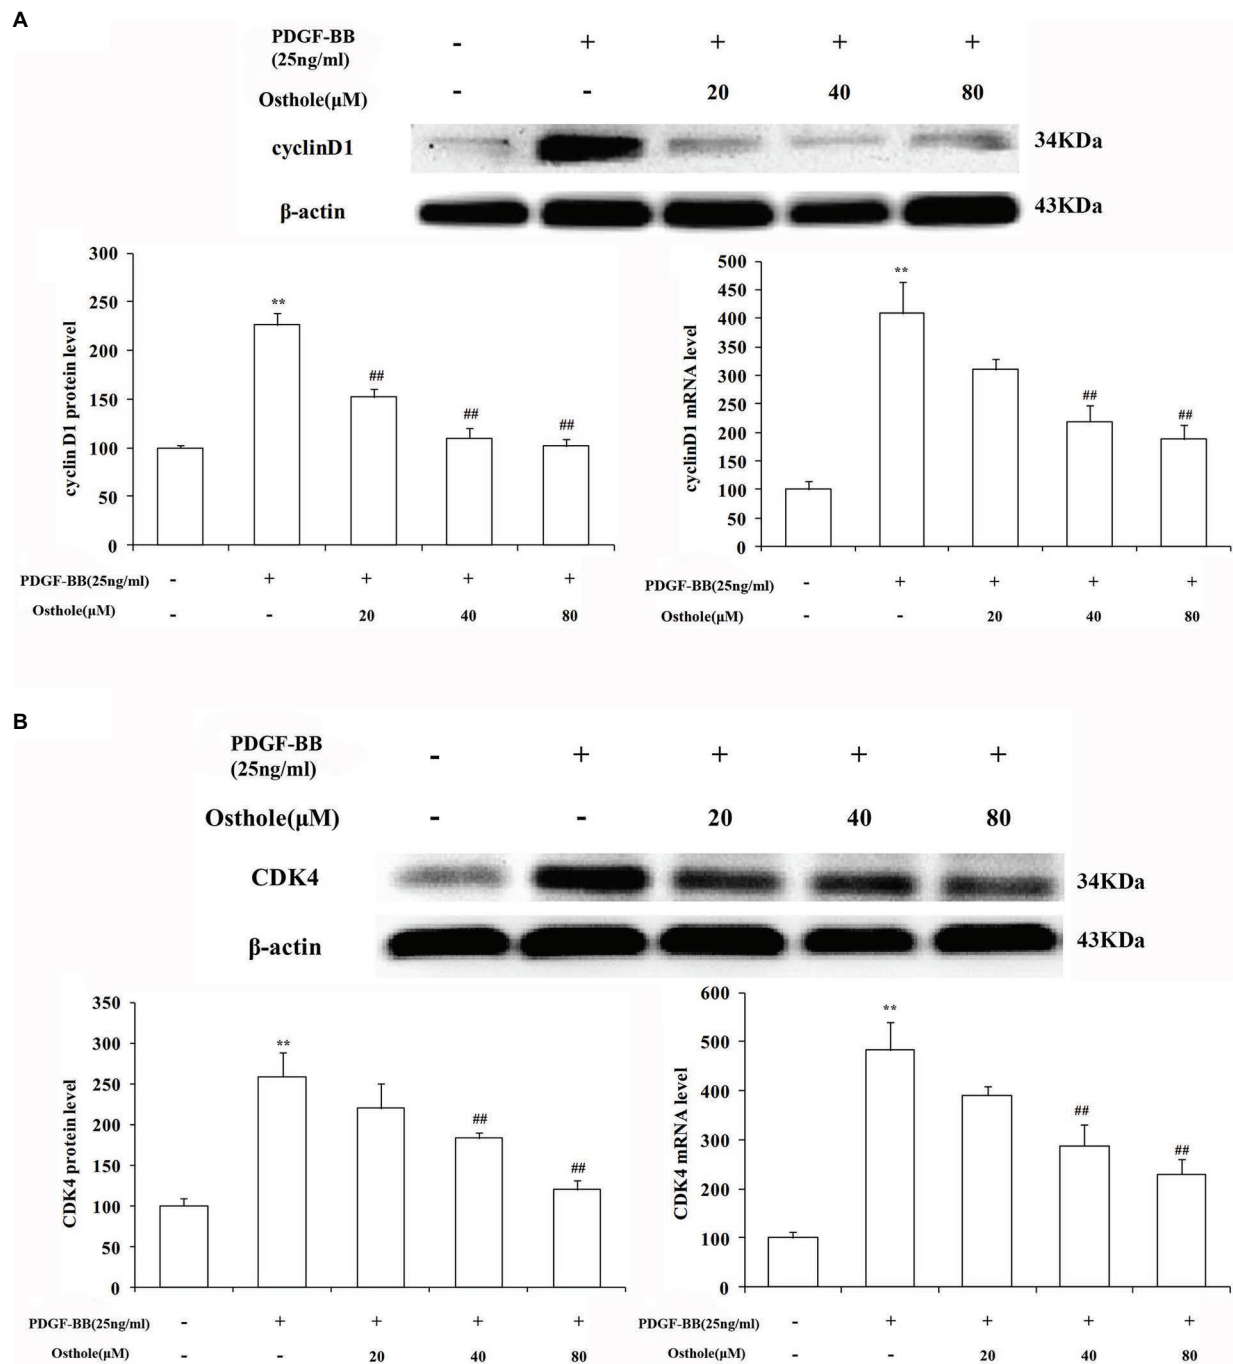 A
PDGF-BB - + + + +
(25ng/ml)
Osthole(μM) - - 20 40 80
cyclinD1 34KDa
β-actin 43KDa
300
250
200
150
100
50
0
cyclin D1 protein level
**
##
##
##
PDGF-BB(25ng/ml) - + + + +
Osthole(μM) - - 20 40 80
500
450
400
350
300
250
200
150
100
50
0
cyclinD1 mRNA level
**
##
##
PDGF-BB(25ng/ml) - + + + +
Osthole(μM) - - 20 40 80
B
PDGF-BB - + + + +
(25ng/ml)
Osthole(μM) - - 20 40 80
CDK4 34KDa
β-actin 43KDa
350
300
250
200
150
100
50
0
CDK4 protein level
**
##
##
PDGF-BB(25ng/ml) - + + + +
Osthole(μM) - - 20 40 80
600
500
400
300
200
100
0
CDK4 mRNA level
**
##
##
PDGF-BB(25ng/ml) - + + + +
Osthole(μM) - - 20 40 80